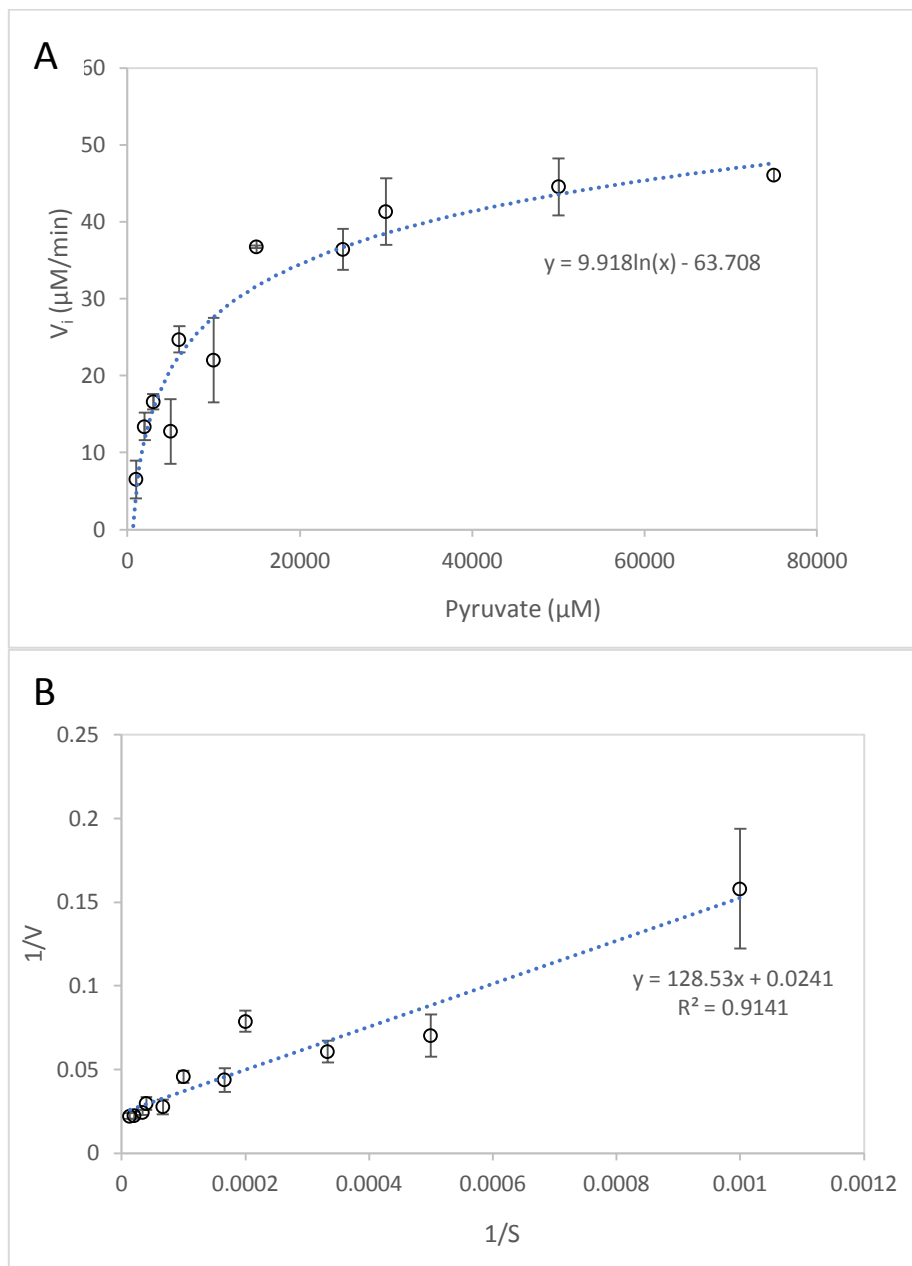 A
60
50
40
30
20
10
0
V_i (µM/min)
y = 9.918ln(x) - 63.708
0 20000 40000 60000 80000
Pyruvate (µM)
B
0.25
0.2
0.15
0.1
0.05
0
1/V
y = 128.53x + 0.0241
R² = 0.9141
0 0.0002 0.0004 0.0006 0.0008 0.001 0.0012
1/S